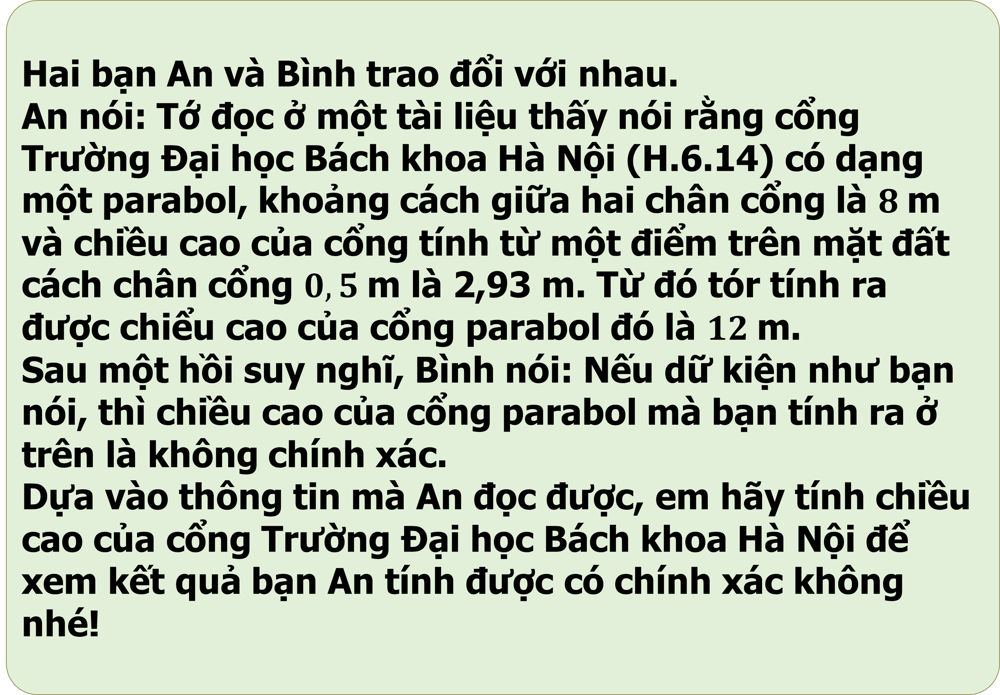 Hai bạn An và Bình trao đổi với nhau.
An nói: Tớ đọc ở một tài liệu thấy nói rằng cổng
Trường Đại học Bách khoa Hà Nội (H.6.14) có dạng
một parabol, khoảng cách giữa hai chân cổng là 8 m
và chiều cao của cổng tính từ một điểm trên mặt đất
cách chân cổng 0, 5 m là 2,93 m. Từ đó tór tính ra
được chiểu cao của cổng parabol đó là 12 m.
Sau một hồi suy nghĩ, Bình nói: Nếu dữ kiện như bạn
nói, thì chiều cao của cổng parabol mà bạn tính ra ở
trên là không chính xác.
Dựa vào thông tin mà An đọc được, em hãy tính chiều
cao của cổng Trường Đại học Bách khoa Hà Nội để
xem kết quả bạn An tính được có chính xác không
nhé!